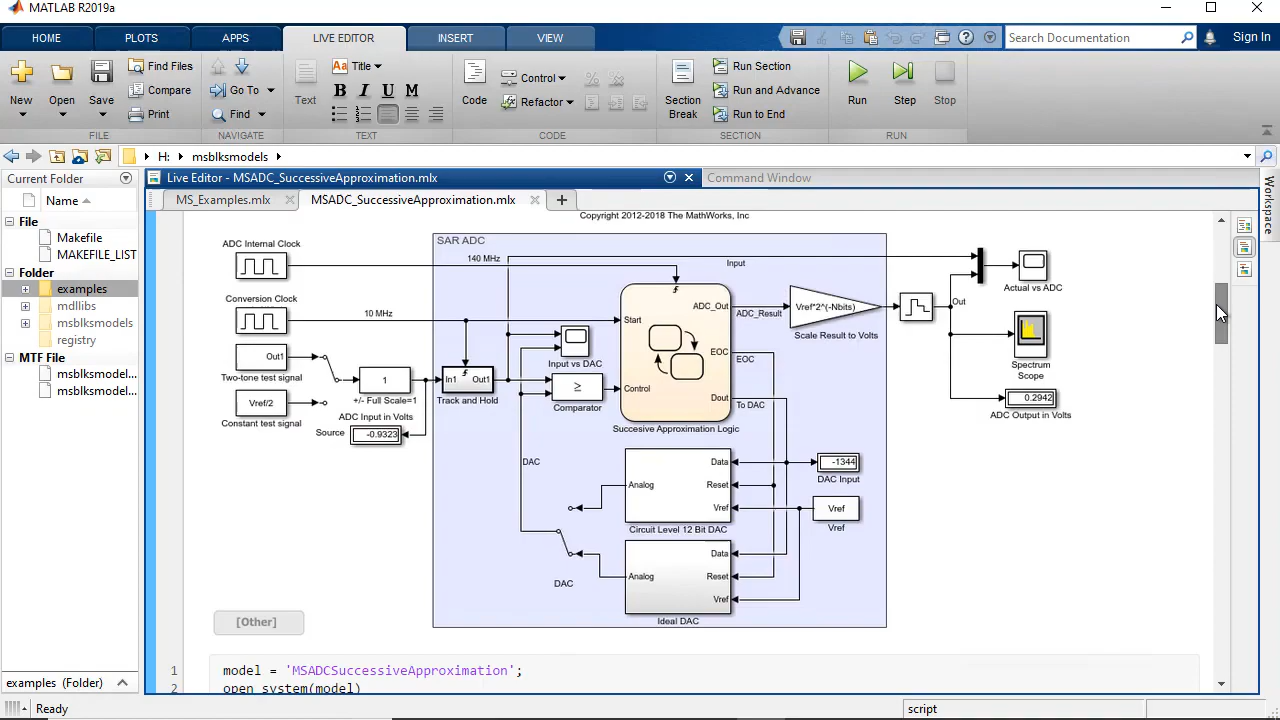 MATLAB R2019a
HOME PLOTS APPS LIVE EDITOR INSERT VIEW Search Documentation Sign In
New Open Save Find Files Compare Print Go To Find Text Title B I U M Code Control Refactor Section Break Run Section Run and Advance Run to End Run Step Stop
FILE NAVIGATE TEXT CODE SECTION RUN
H: msblksmodels
Current Folder
Live Editor - MSADC_SuccessiveApproximation.mlx
Command Window
Workspace
Name
MS_Examples.mlx MSADC_SuccessiveApproximation.mlx
File
Makefile
MAKEFILE_LIST
Folder
examples
mdllibs
msblksmodels
registry
MTF File
msblksmodel...
msblksmodel...
Copyright 2012-2018 The MathWorks, Inc
SAR ADC
ADC Internal Clock
140 MHz
Input
Conversion Clock
10 MHz
Out1
Two-tone test signal
Vref/2
Constant test signal
1
+/- Full Scale=1
ADC Input in Volts
Source
-0.9323
In1 Out1
Track and Hold
Input vs DAC
≥
Comparator
Start
Control
ADC_Out
EOC
Dout
Succesive Approximation Logic
ADC_Result
EOC
To DAC
Vref*2^(-Nbits)
Scale Result to Volts
Out
Actual vs ADC
Spectrum
Scope
0.2942
ADC Output in Volts
DAC
Analog
Data
Reset
Vref
Circuit Level 12 Bit DAC
-1344
DAC Input
Vref
Vref
DAC
Analog
Data
Reset
Vref
Ideal DAC
[Other]
1 model = 'MSADCSuccessiveApproximation';
2 open_system(model)
examples (Folder)
Ready
script